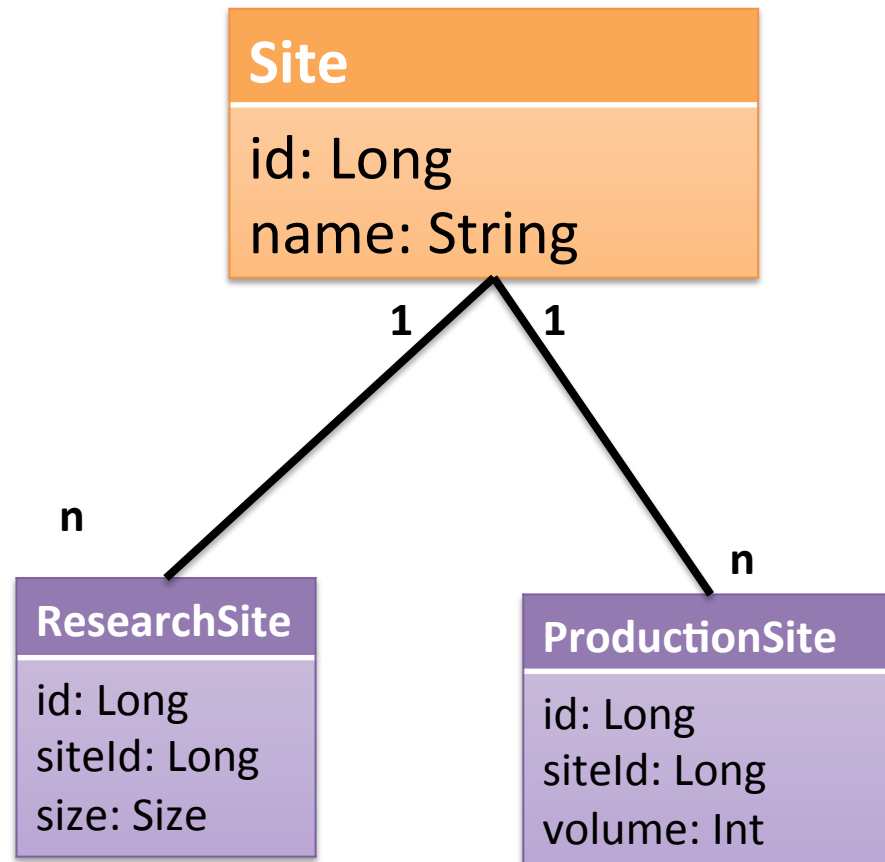 Site
id: Long
name: String
1
1
n
n
ResearchSite
id: Long
siteId: Long
size: Size
ProductionSite
id: Long
siteId: Long
volume: Int